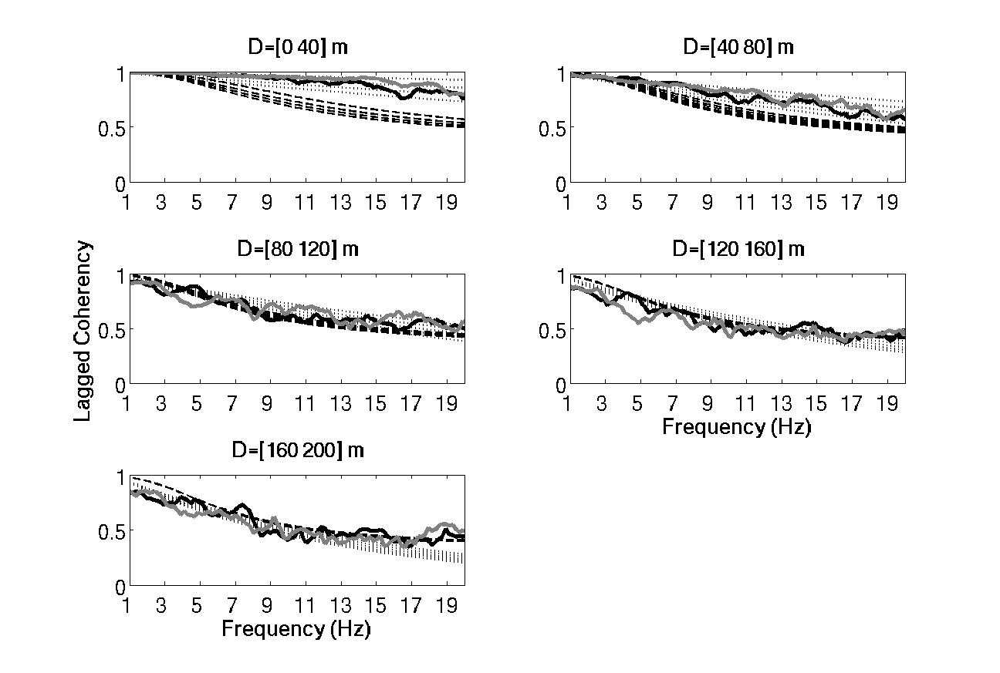 D=[0 40] m
1
0.5
0
1 3 5 7 9 11 13 15 17 19
D=[40 80] m
1
0.5
0
1 3 5 7 9 11 13 15 17 19
D=[80 120] m
1
0.5
0
1 3 5 7 9 11 13 15 17 19
Lagged Coherency
D=[120 160] m
1
0.5
0
1 3 5 7 9 11 13 15 17 19
Frequency (Hz)
D=[160 200] m
1
0.5
0
1 3 5 7 9 11 13 15 17 19
Frequency (Hz)